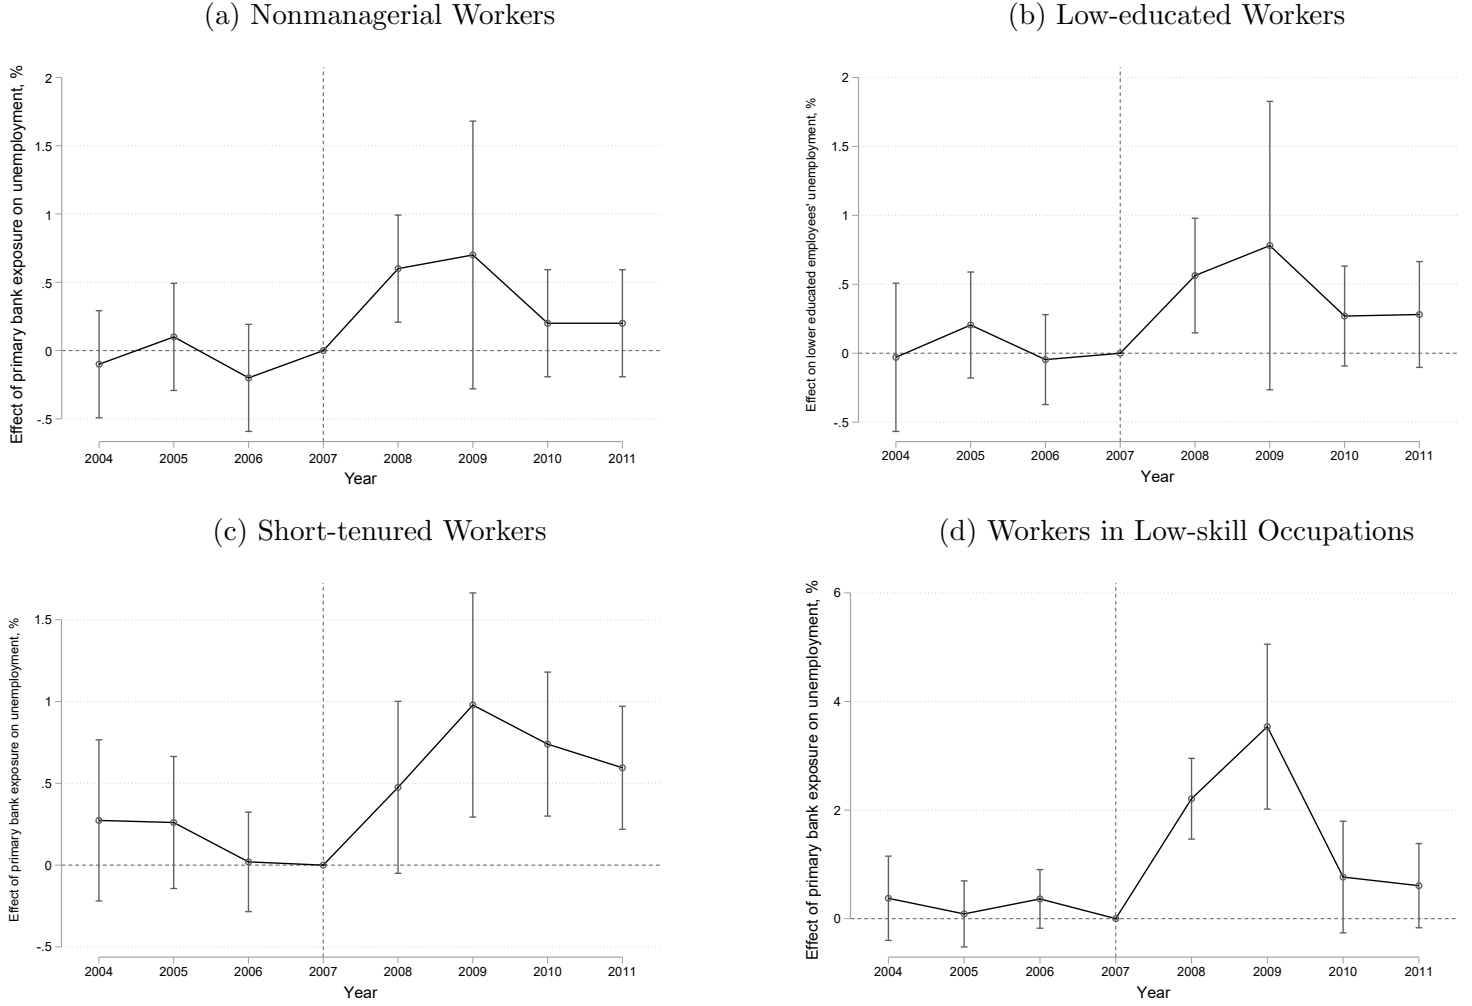 (a) Nonmanagerial Workers
Effect of primary bank exposure on unemployment, %
2
1.5
1
.5
0
-.5
2004 2005 2006 2007 2008 2009 2010 2011
Year
(b) Low-educated Workers
Effect on lower educated employees' unemployment, %
2
1.5
1
.5
0
-.5
2004 2005 2006 2007 2008 2009 2010 2011
Year
(c) Short-tenured Workers
Effect of primary bank exposure on unemployment, %
1.5
1
.5
0
-.5
2004 2005 2006 2007 2008 2009 2010 2011
Year
(d) Workers in Low-skill Occupations
Effect of primary bank exposure on unemployment, %
6
4
2
0
2004 2005 2006 2007 2008 2009 2010 2011
Year